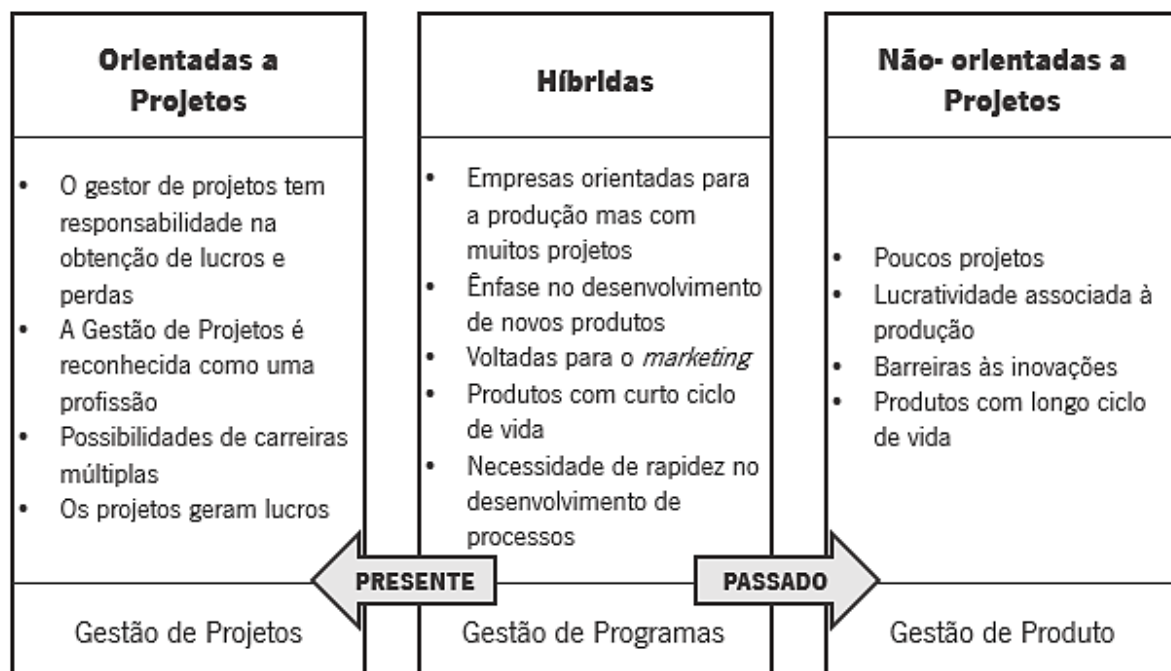 Orientadas a
Projetos
• O gestor de projetos tem
responsabilidade na
obtenção de lucros e
perdas
• A Gestão de Projetos é
reconhecida como uma
profissão
• Possibilidades de carreiras
múltiplas
• Os projetos geram lucros
Gestão de Projetos
Híbridas
• Empresas orientadas para
a produção mas com
muitos projetos
• Ênfase no desenvolvimento
de novos produtos
• Voltadas para o marketing
• Produtos com curto ciclo
de vida
• Necessidade de rapidez no
desenvolvimento de
processos
PRESENTE
PASSADO
Gestão de Programas
Não- orientadas a
Projetos
• Poucos projetos
• Lucratividade associada à
produção
• Barreiras às inovações
• Produtos com longo ciclo
de vida
Gestão de Produto